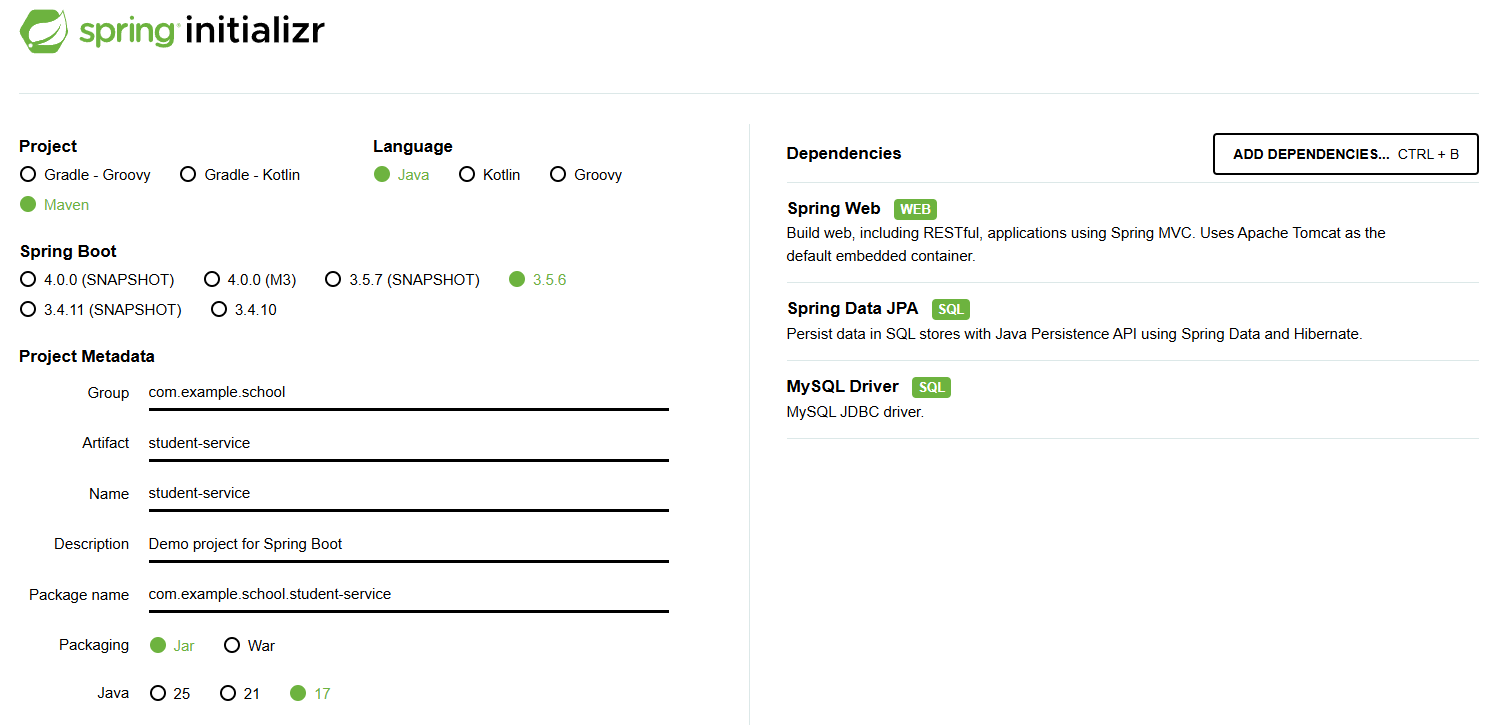 spring initializr
Project
Gradle - Groovy Gradle - Kotlin
Maven
Language
Java Kotlin Groovy
Spring Boot
4.0.0 (SNAPSHOT) 4.0.0 (M3) 3.5.7 (SNAPSHOT) 3.5.6
3.4.11 (SNAPSHOT) 3.4.10
Project Metadata
Group com.example.school
Artifact student-service
Name student-service
Description Demo project for Spring Boot
Package name com.example.school.student-service
Packaging Jar War
Java 25 21 17
Dependencies ADD DEPENDENCIES... CTRL + B
Spring Web WEB
Build web, including RESTful, applications using Spring MVC. Uses Apache Tomcat as the
default embedded container.
Spring Data JPA SQL
Persist data in SQL stores with Java Persistence API using Spring Data and Hibernate.
MySQL Driver SQL
MySQL JDBC driver.